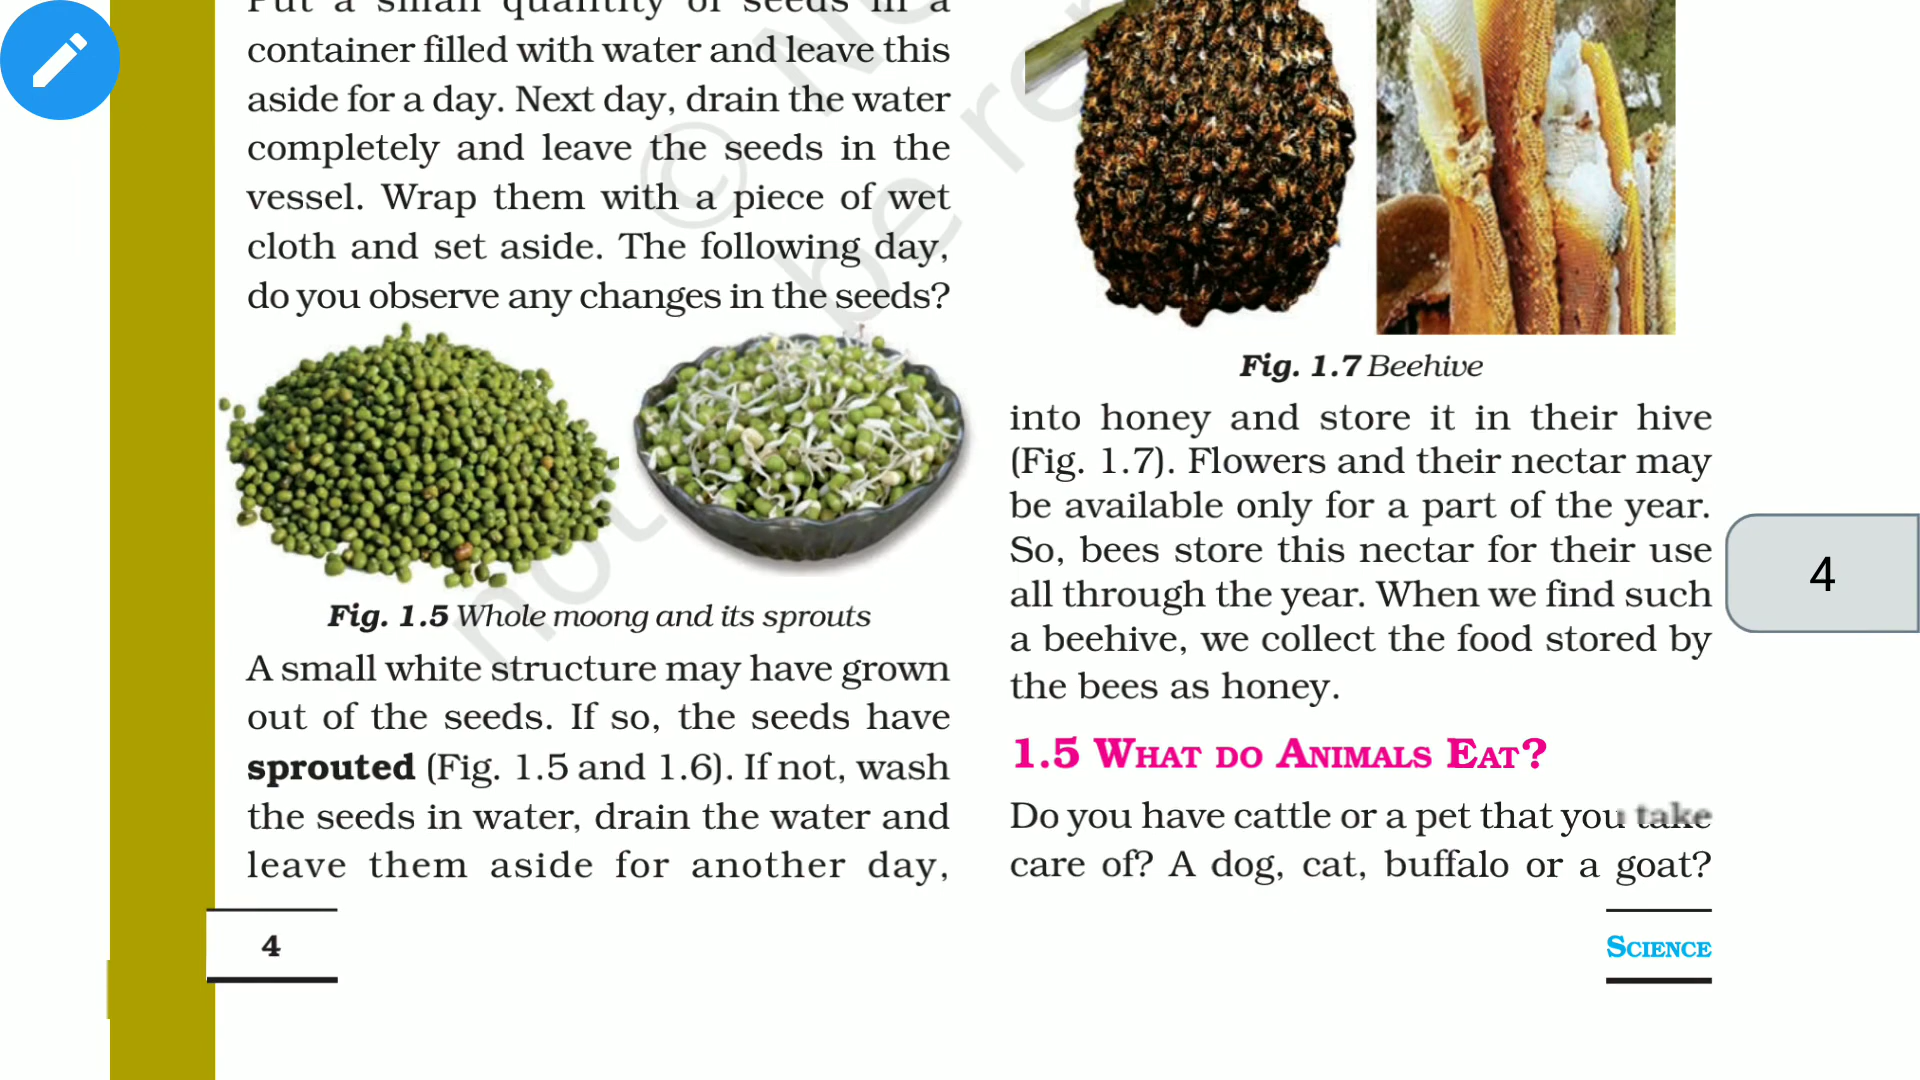 Put a small quantity of seeds in a
container filled with water and leave this
aside for a day. Next day, drain the water
completely and leave the seeds in the
vessel. Wrap them with a piece of wet
cloth and set aside. The following day,
do you observe any changes in the seeds?
Fig. 1.5 Whole moong and its sprouts
A small white structure may have grown
out of the seeds. If so, the seeds have
sprouted (Fig. 1.5 and 1.6). If not, wash
the seeds in water, drain the water and
leave them aside for another day,
4
Fig. 1.7 Beehive
into honey and store it in their hive
(Fig. 1.7). Flowers and their nectar may
be available only for a part of the year.
So, bees store this nectar for their use
all through the year. When we find such
a beehive, we collect the food stored by
the bees as honey.
1.5 What do Animals Eat?
Do you have cattle or a pet that you take
care of? A dog, cat, buffalo or a goat?
Science
4
© N
not
be re